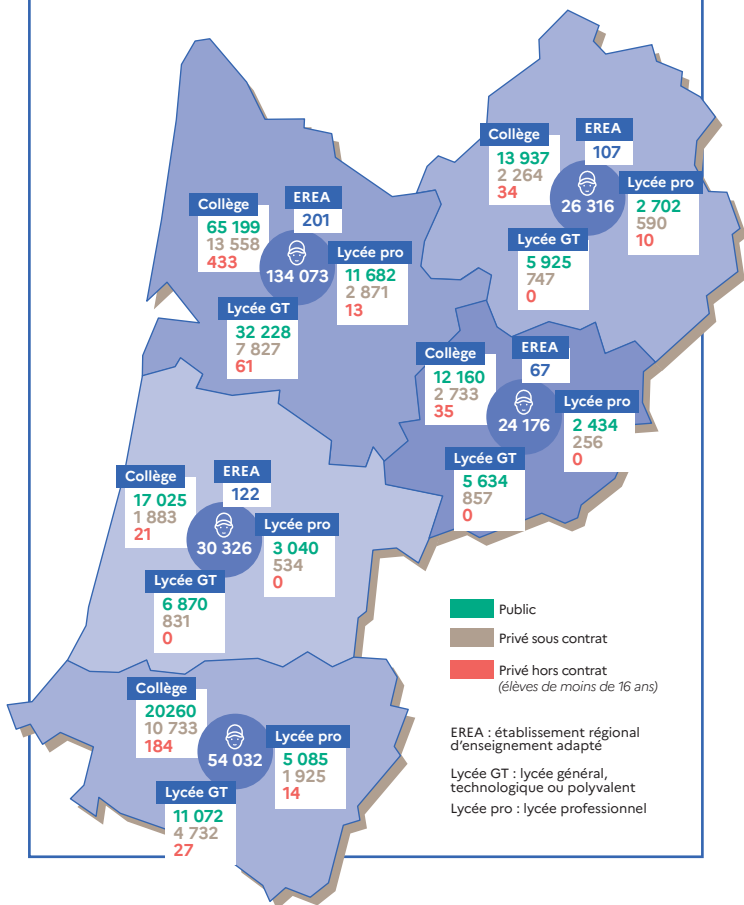 Collège
13 937
2 264
34
EREA
107
26 316
Lycée pro
2 702
590
10
Lycée GT
5 925
747
0
Collège
65 199
13 558
433
EREA
201
134 073
Lycée pro
11 682
2 871
13
Lycée GT
32 228
7 827
61
Collège
12 160
2 733
35
EREA
67
24 176
Lycée pro
2 434
256
0
Lycée GT
5 634
857
0
Collège
17 025
1 883
21
EREA
122
30 326
Lycée pro
3 040
534
0
Lycée GT
6 870
831
0
Collège
20260
10 733
184
54 032
Lycée pro
5 085
1 925
14
Lycée GT
11 072
4 732
27
Public
Privé sous contrat
Privé hors contrat
(élèves de moins de 16 ans)
EREA : établissement régional
d'enseignement adapté
Lycée GT : lycée général,
technologique ou polyvalent
Lycée pro : lycée professionnel